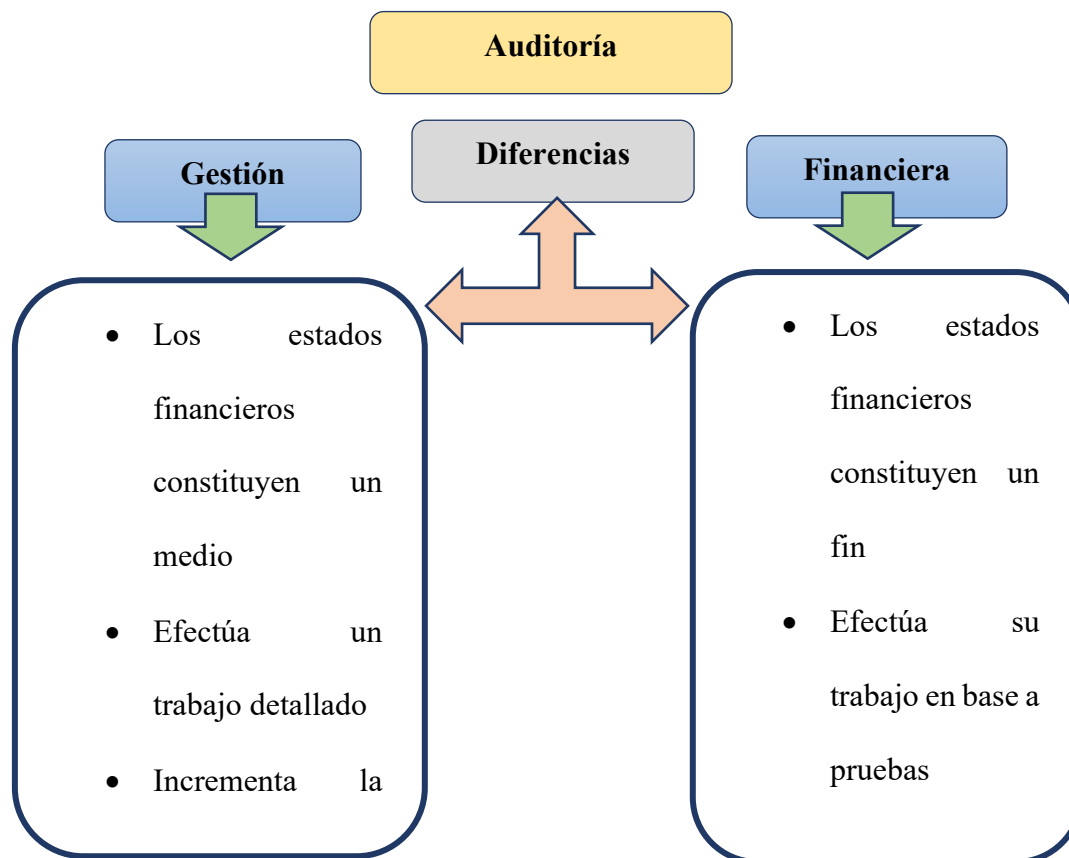 Auditoría
Diferencias
Gestión
Financiera
• Los estados
financieros
constituyen un
medio
• Efectúa un
trabajo detallado
• Incrementa la
• Los estados
financieros
constituyen un
fin
• Efectúa su
trabajo en base a
pruebas